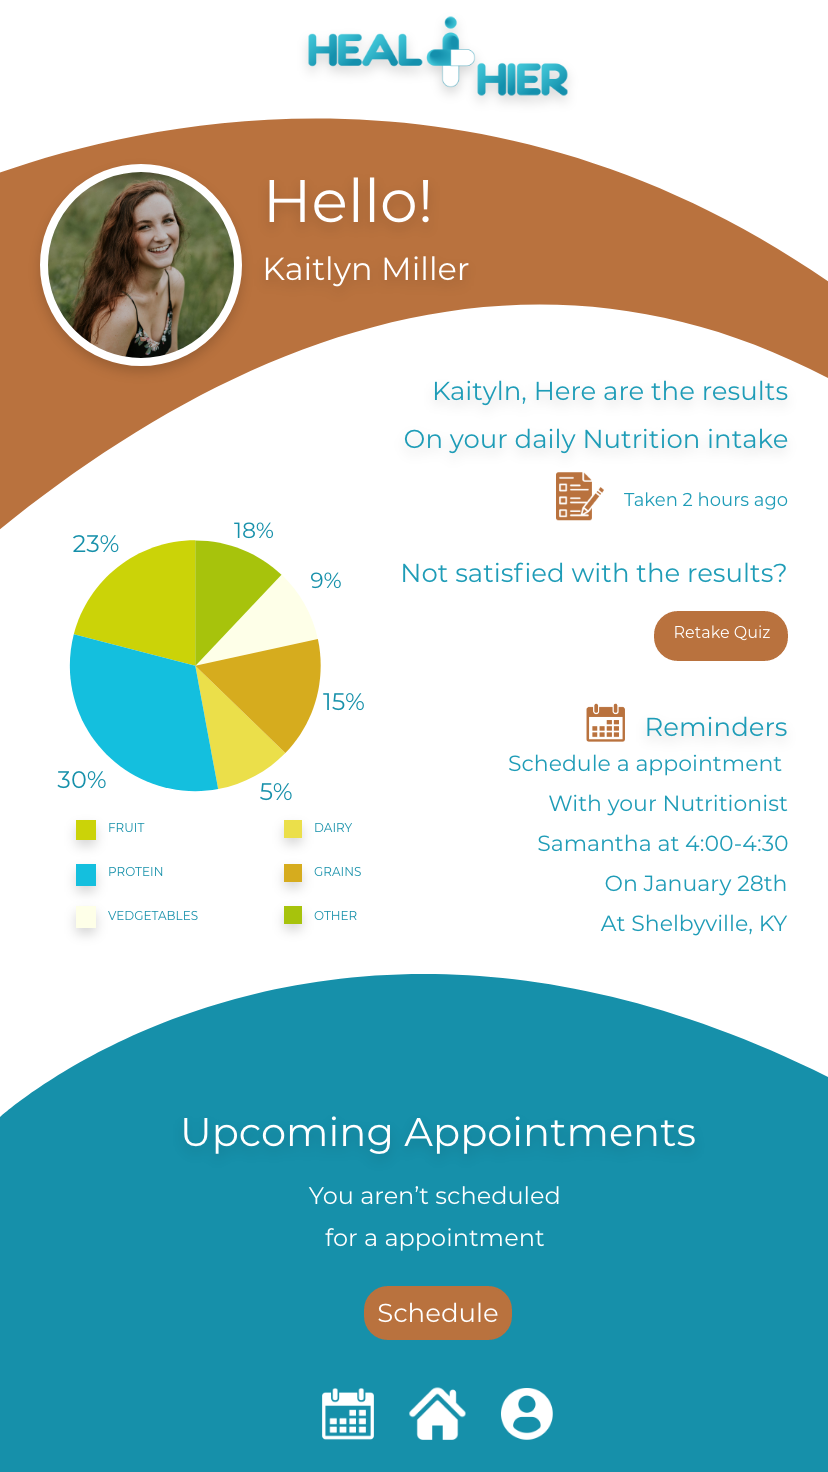 HEAL HIER
Hello!
Kaitlyn Miller
Kaityln, Here are the results
On your daily Nutrition intake
Taken 2 hours ago
Not satisfied with the results?
Retake Quiz
23%
18%
9%
15%
5%
30%
FRUIT
DAIRY
PROTEIN
GRAINS
VEDGETABLES
OTHER
Reminders
Schedule a appointment
With your Nutritionist
Samantha at 4:00-4:30
On January 28th
At Shelbyville, KY
Upcoming Appointments
You aren’t scheduled
for a appointment
Schedule